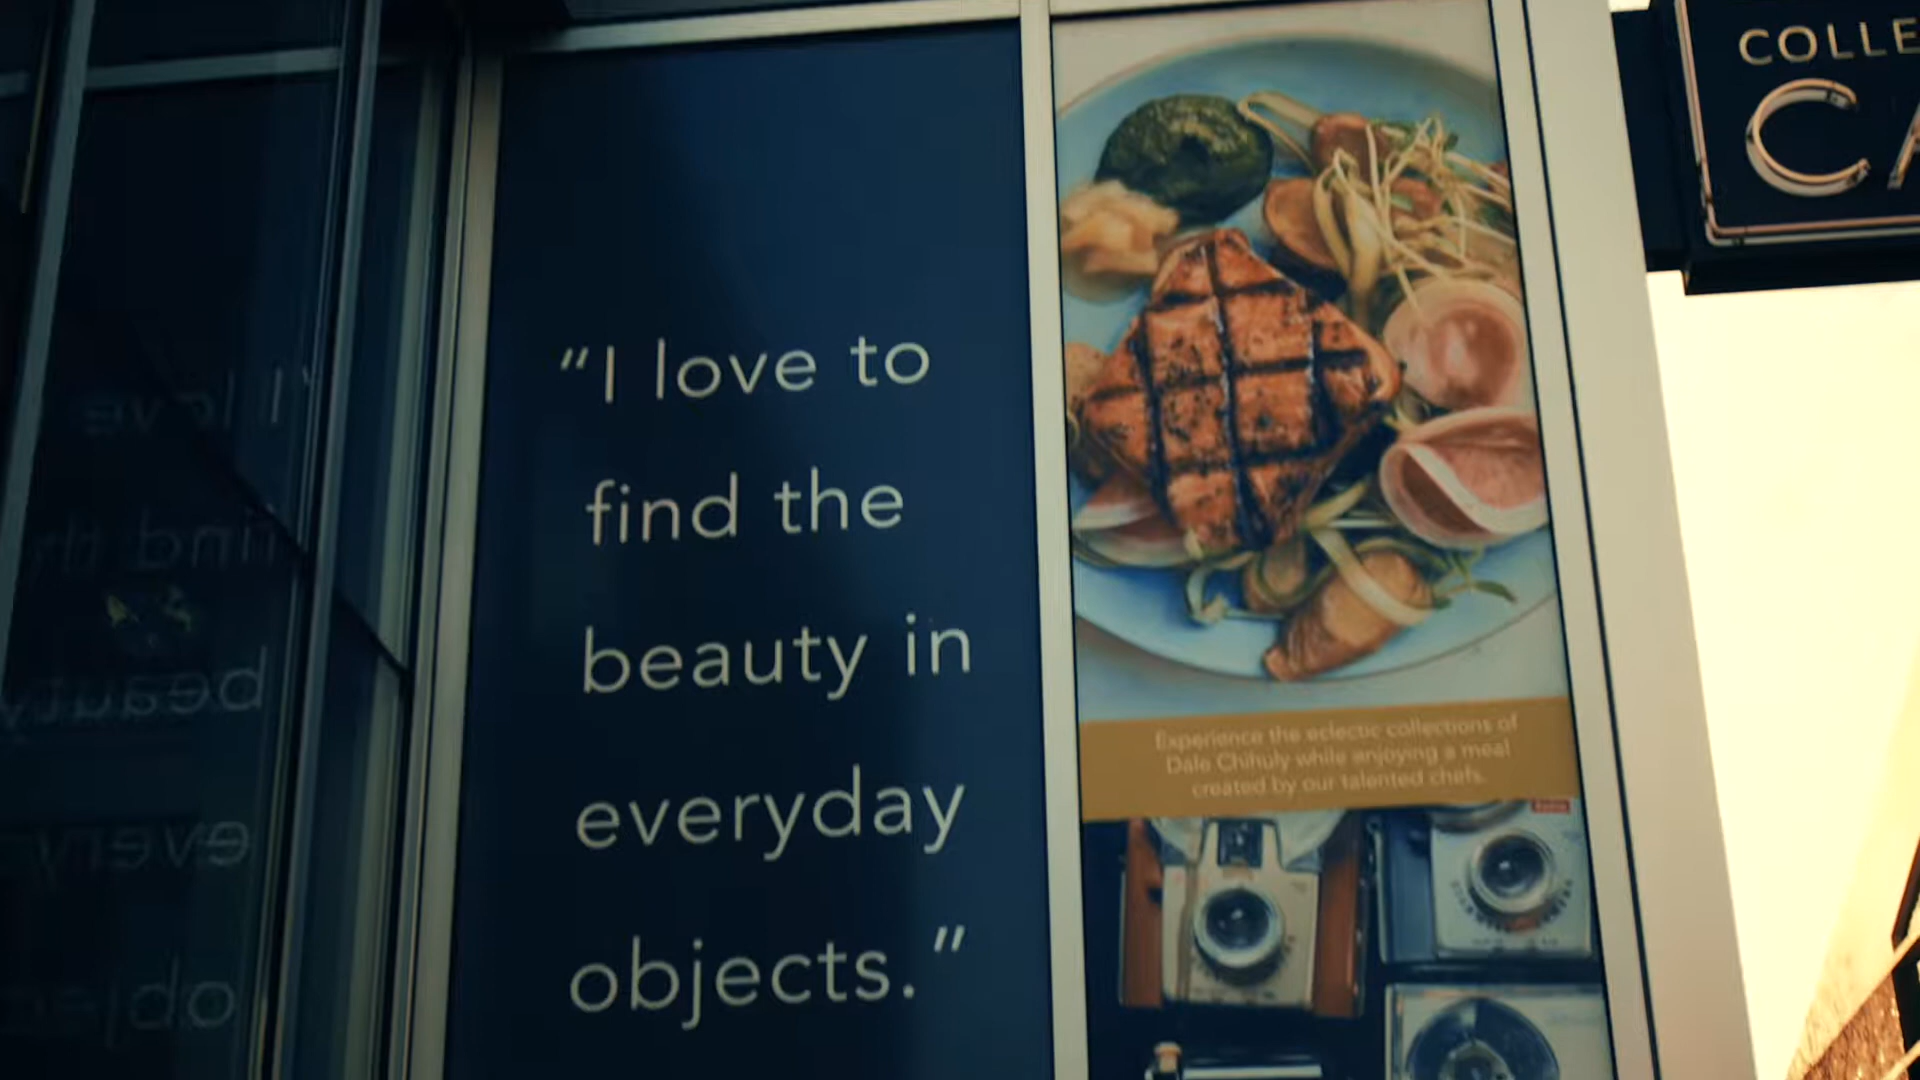 “I love to
find the
beauty in
everyday
objects.”
Experience the eclectic collections of
Dale Chihuly while enjoying a meal
created by our talented chefs.
COLLE
CA